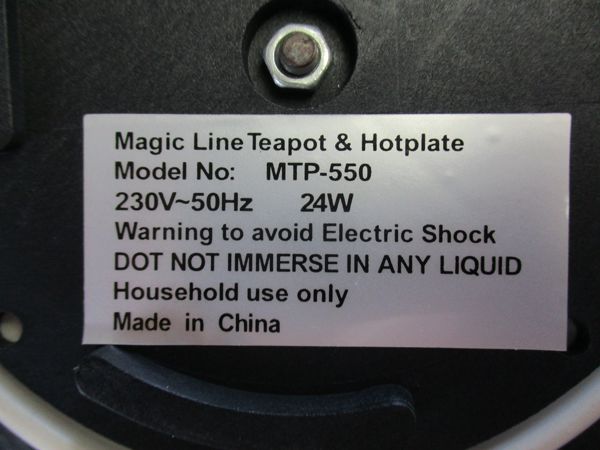 Magic Line Teapot & Hotplate
Model No: MTP-550
230V~50Hz 24W
Warning to avoid Electric Shock
DOT NOT IMMERSE IN ANY LIQUID
Household use only
Made in China